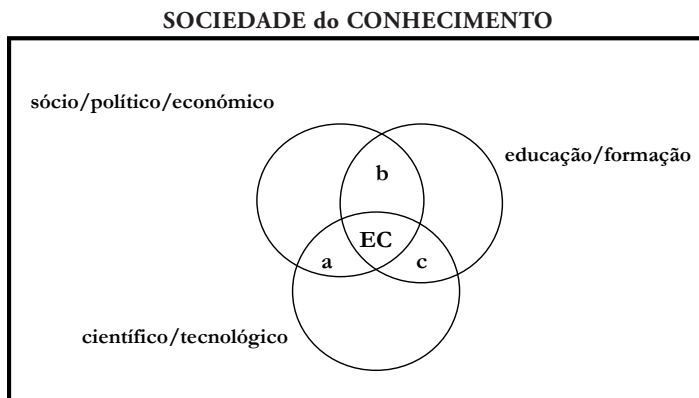 SOCIEDADE do CONHECIMENTO
sócio/político/económico
educação/formação
b
EC
a
c
científico/tecnológico